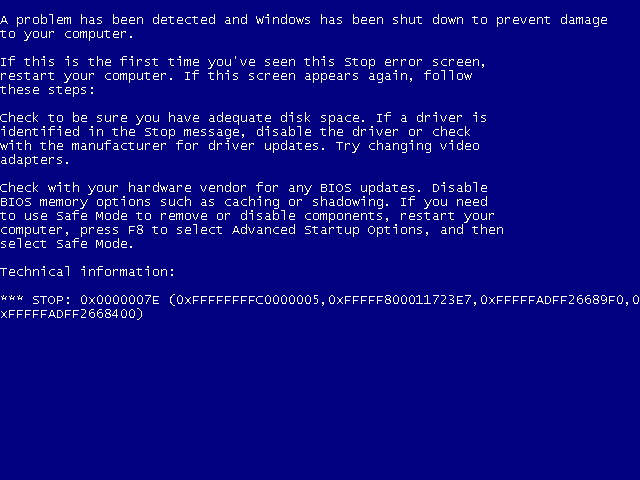 A problem has been detected and Windows has been shut down to prevent damage
to your computer.
If this is the first time you've seen this Stop error screen,
restart your computer. If this screen appears again, follow
these steps:
Check to be sure you have adequate disk space. If a driver is
identified in the Stop message, disable the driver or check
with the manufacturer for driver updates. Try changing video
adapters.
Check with your hardware vendor for any BIOS updates. Disable
BIOS memory options such as caching or shadowing. If you need
to use Safe Mode to remove or disable components, restart your
computer, press F8 to select Advanced Startup Options, and then
select Safe Mode.
Technical information:
*** STOP: 0x0000007E (0xFFFFFFFFC0000005,0xFFFFF800011723E7,0xFFFFFADFF26689F0,0
xFFFFFADFF2668400)